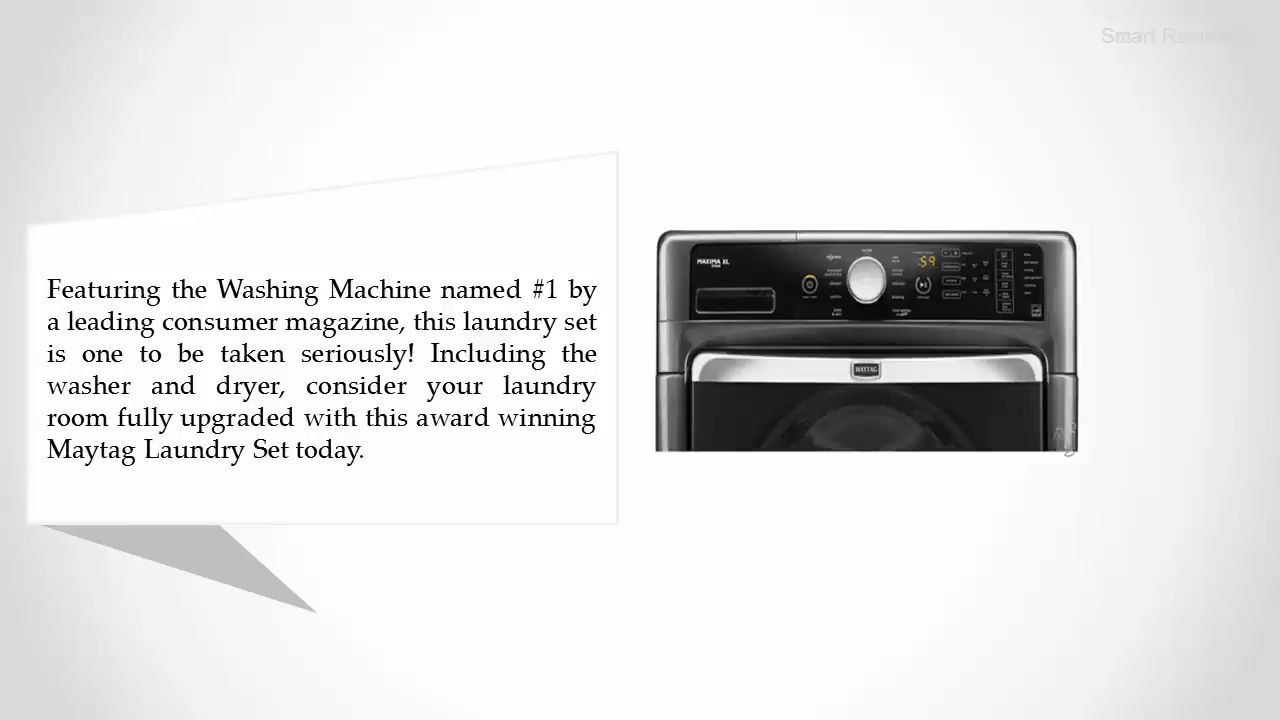 Smart
Featuring the Washing Machine named #1 by
a leading consumer magazine, this laundry set
is one to be taken seriously! Including the
washer and dryer, consider your laundry
room fully upgraded with this award winning
Maytag Laundry Set today.
MAXIMA XL
59
MAYTAG